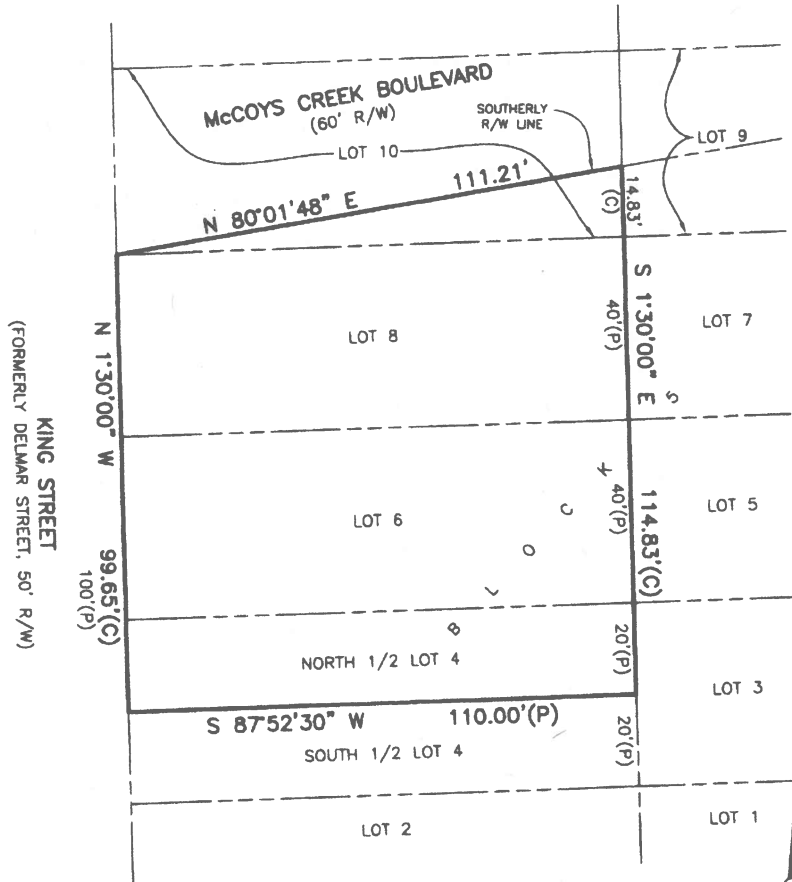 McCOYS CREEK BOULEVARD
(60' R/W)
SOUTHERLY
R/W LINE
LOT 9
LOT 10
111.21'
N 80°01'48" E
14.83'
(C)
S 1°30'00" E
40'(P)
LOT 8
LOT 7
N 1°30'00" W
KING STREET
(FORMERLY DELMAR STREET, 50' R/W)
99.65'(C)
100'(P)
LOT 6
40'(P)
114.83'(C)
LOT 5
B L O C K 5
NORTH 1/2 LOT 4
20'(P)
LOT 3
S 87°52'30" W
110.00'(P)
20'(P)
SOUTH 1/2 LOT 4
LOT 2
LOT 1